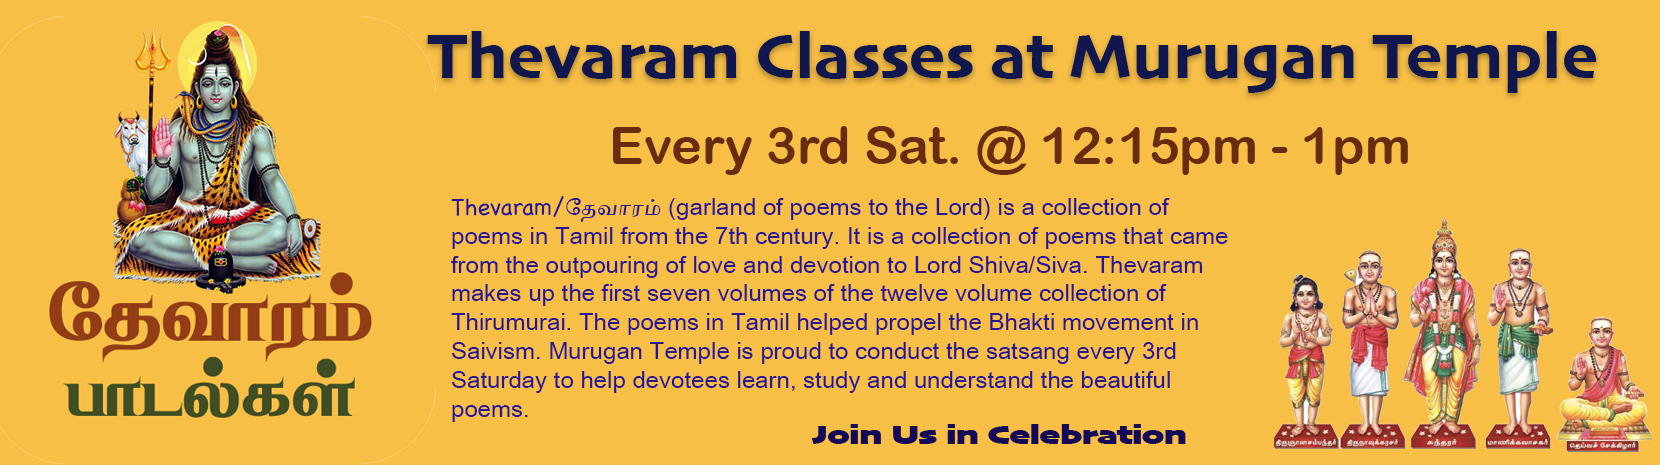 Thevaram Classes at Murugan Temple
Every 3rd Sat. @ 12:15pm - 1pm
Thevaram/தேவாரம் (garland of poems to the Lord) is a collection of
poems in Tamil from the 7th century. It is a collection of poems that came
from the outpouring of love and devotion to Lord Shiva/Siva. Thevaram
makes up the first seven volumes of the twelve volume collection of
Thirumurai. The poems in Tamil helped propel the Bhakti movement in
Saivism. Murugan Temple is proud to conduct the satsang every 3rd
Saturday to help devotees learn, study and understand the beautiful
poems.
Join Us in Celebration
தேவாரம்
பாடல்கள்
திருஞானசம்பந்தர்
திருநாவுக்கரசர்
சுந்தரர்
மாணிக்கவாசகர்
தெய்வச் சேக்கிழார்